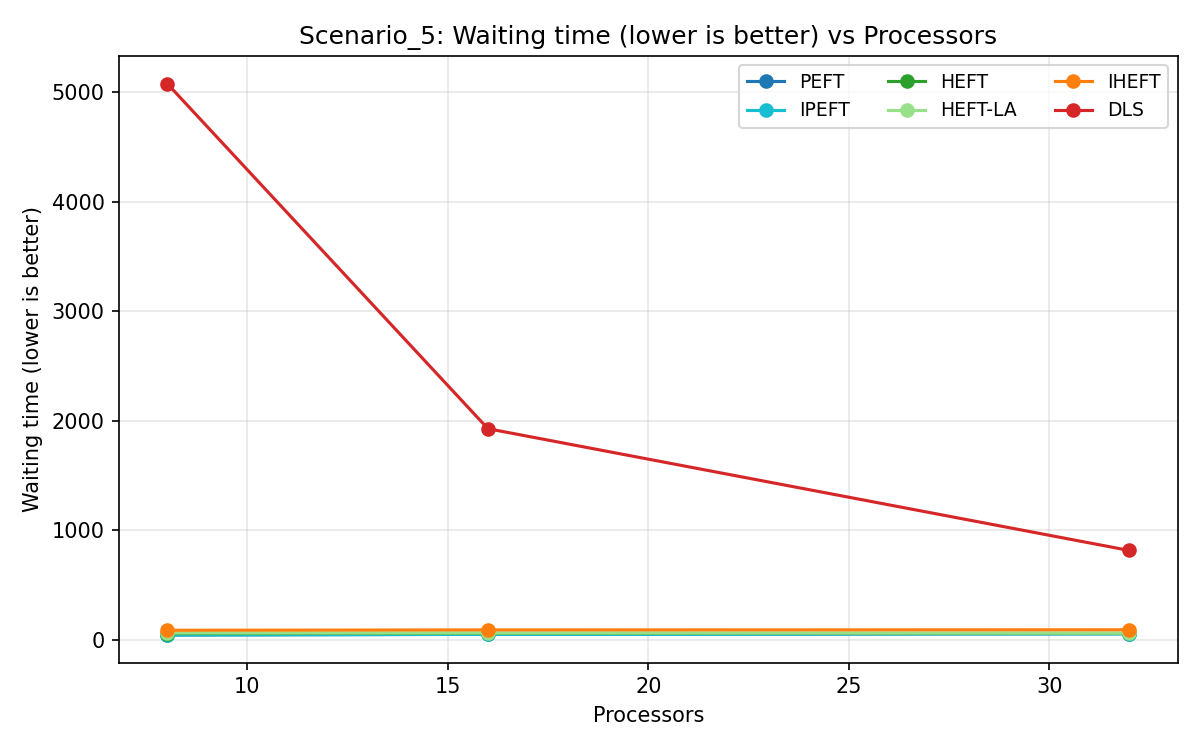 Scenario_5: Waiting time (lower is better) vs Processors
PEFT
IPEFT
HEFT
HEFT-LA
IHEFT
DLS
Waiting time (lower is better)
5000
4000
3000
2000
1000
0
10
15
20
25
30
Processors